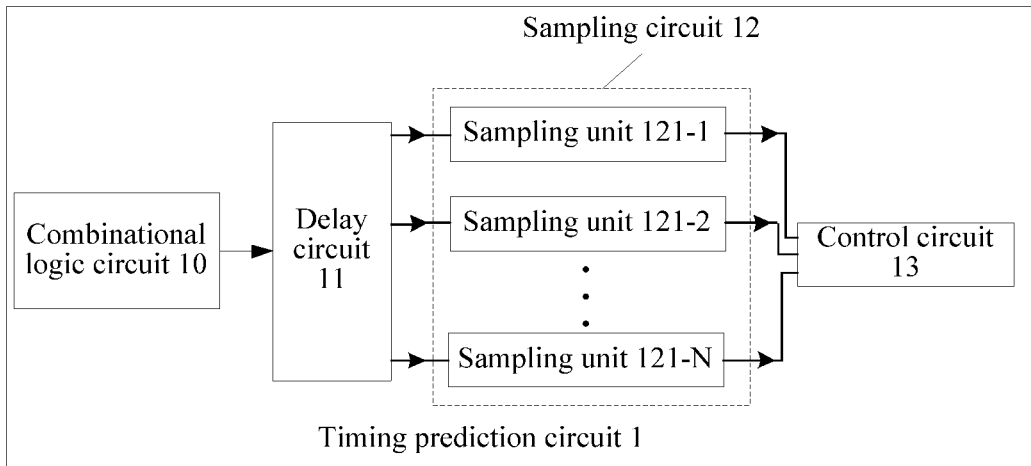 Sampling circuit 12
Sampling unit 121-1
Combinational
logic circuit 10
Delay
circuit
11
Sampling unit 121-2
Control circuit
13
Sampling unit 121-N
Timing prediction circuit 1